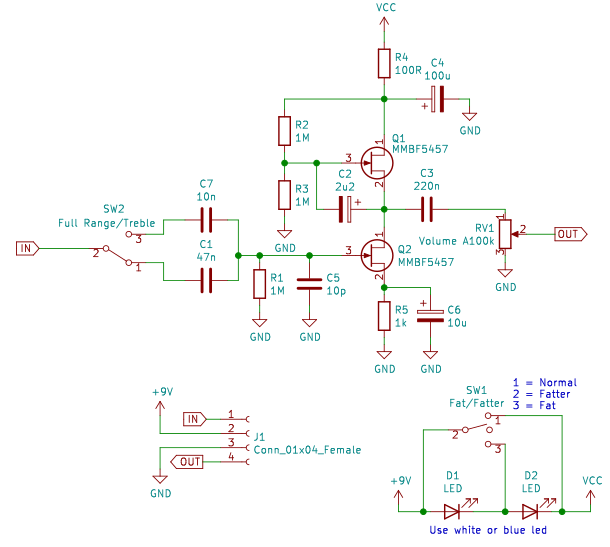 VCC
R4
100R
C4
100u
GND
R2
1M
Q1
MMBF5457
3
1
2
R3
1M
C2
2u2
C3
220n
GND
C7
10n
SW2
Full Range/Treble
IN
2
3
1
C1
47n
Q2
MMBF5457
3
1
2
RV1
Volume A100k
1
2
3
OUT
GND
R1
1M
C5
10p
GND
GND
R5
1k
C6
10u
GND
GND
+9V
IN
OUT
1
2
3
4
J1
Conn_01x04_Female
GND
SW1
Fat/Fatter
1 = Normal
2 = Fatter
3 = Fat
2
1
3
+9V
D1
LED
D2
LED
VCC
Use white or blue led